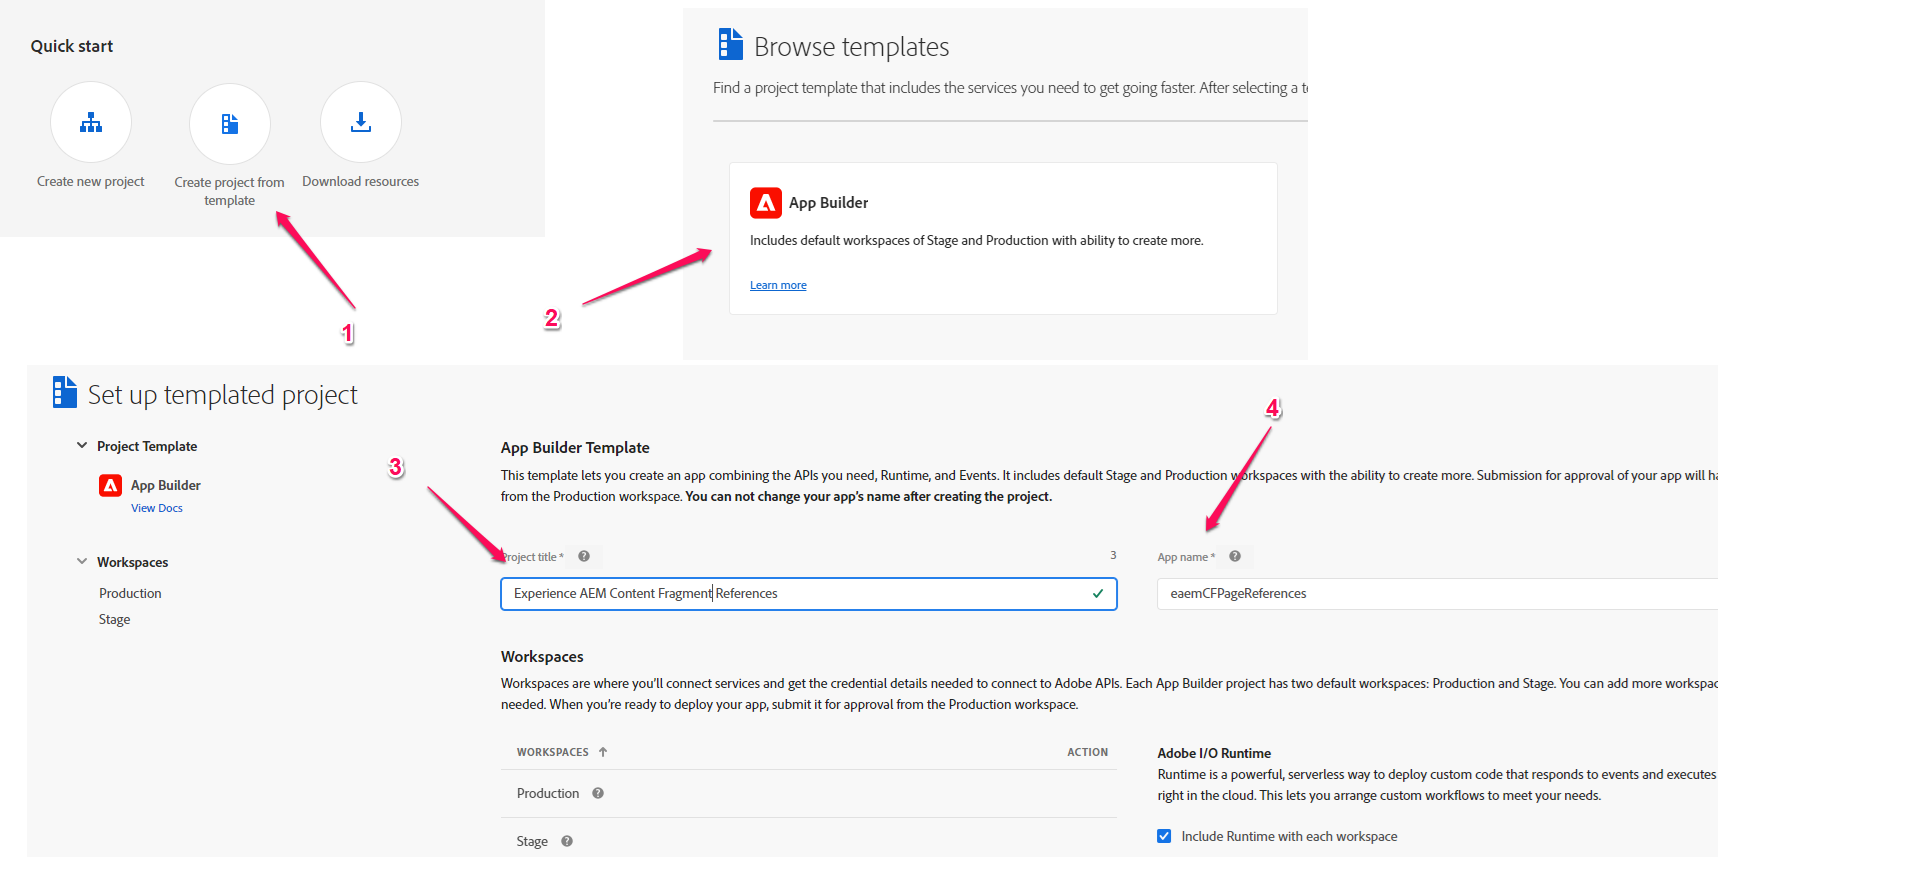 Quick start
Create new project
Create project from
template
Download resources
1
Browse templates
Find a project template that includes the services you need to get going faster. After selecting a
App Builder
Includes default workspaces of Stage and Production with ability to create more.
Learn more
2
Set up templated project
Project Template
App Builder
View Docs
Workspaces
Production
Stage
3
4
App Builder Template
This template lets you create an app combining the APIs you need, Runtime, and Events. It includes default Stage and Production workspaces with the ability to create more. Submission for approval of your app will
from the Production workspace. You can not change your app's name after creating the project.
Project title *
3
Experience AEM Content Fragment References
App name *
eaemCFPageReferences
Workspaces
Workspaces are where you'll connect services and get the credential details needed to connect to Adobe APIs. Each App Builder project has two default workspaces: Production and Stage. You can add more
needed. When you're ready to deploy your app, submit it for approval from the Production workspace.
WORKSPACES
ACTION
Production
Stage
Adobe I/O Runtime
Runtime is a powerful, serverless way to deploy custom code that responds to events and executes
right in the cloud. This lets you arrange custom workflows to meet your needs.
Include Runtime with each workspace